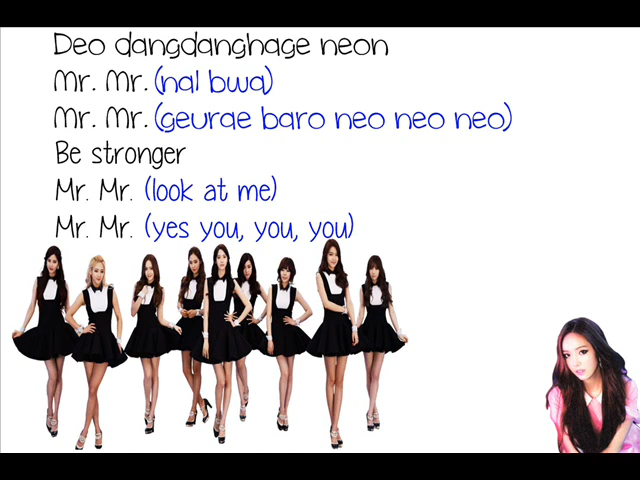 Deo dangdanghage neon
Mr. Mr. (nal bwa)
Mr. Mr. (geurae baro neo neo neo)
Be stronger
Mr. Mr. (look at me)
Mr. Mr. (yes you, you, you)